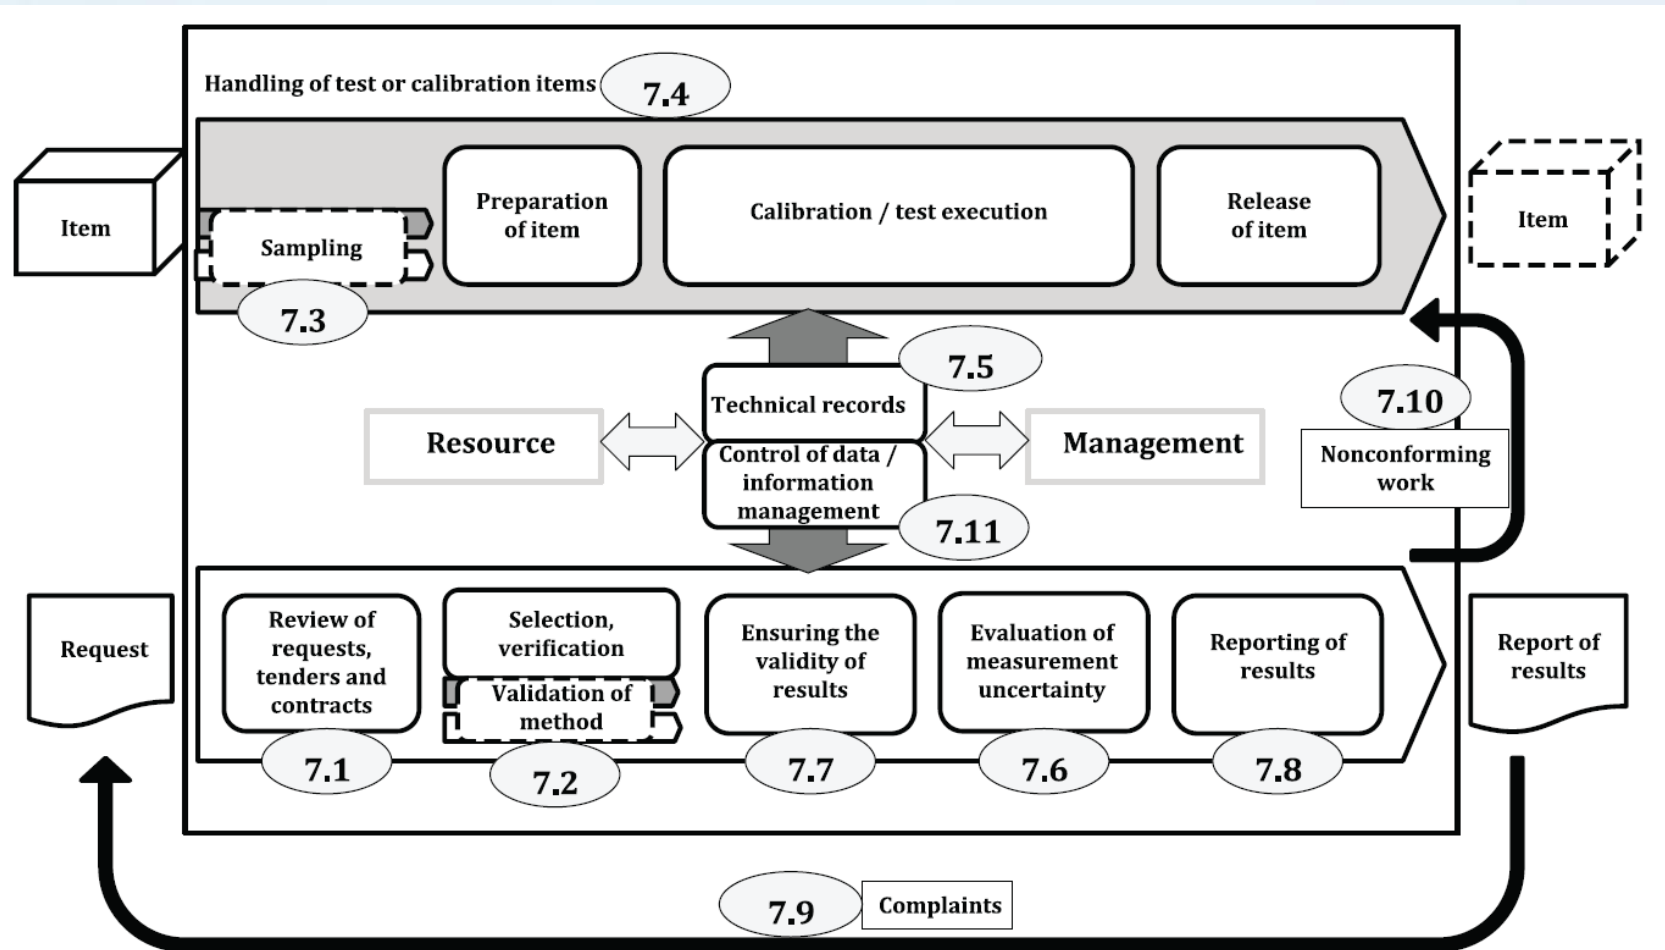 Handling of test or calibration items
7.4
Item
Sampling
7.3
Preparation
of item
Calibration / test execution
Release
of item
Item
7.5
Technical records
Resource
Management
Control of data /
information
management
7.11
7.10
Nonconforming
work
Request
Review of
requests,
tenders and
contracts
7.1
Selection,
verification
Validation of
method
7.2
Ensuring the
validity of
results
7.7
Evaluation of
measurement
uncertainty
7.6
Reporting of
results
7.8
Report of
results
7.9
Complaints